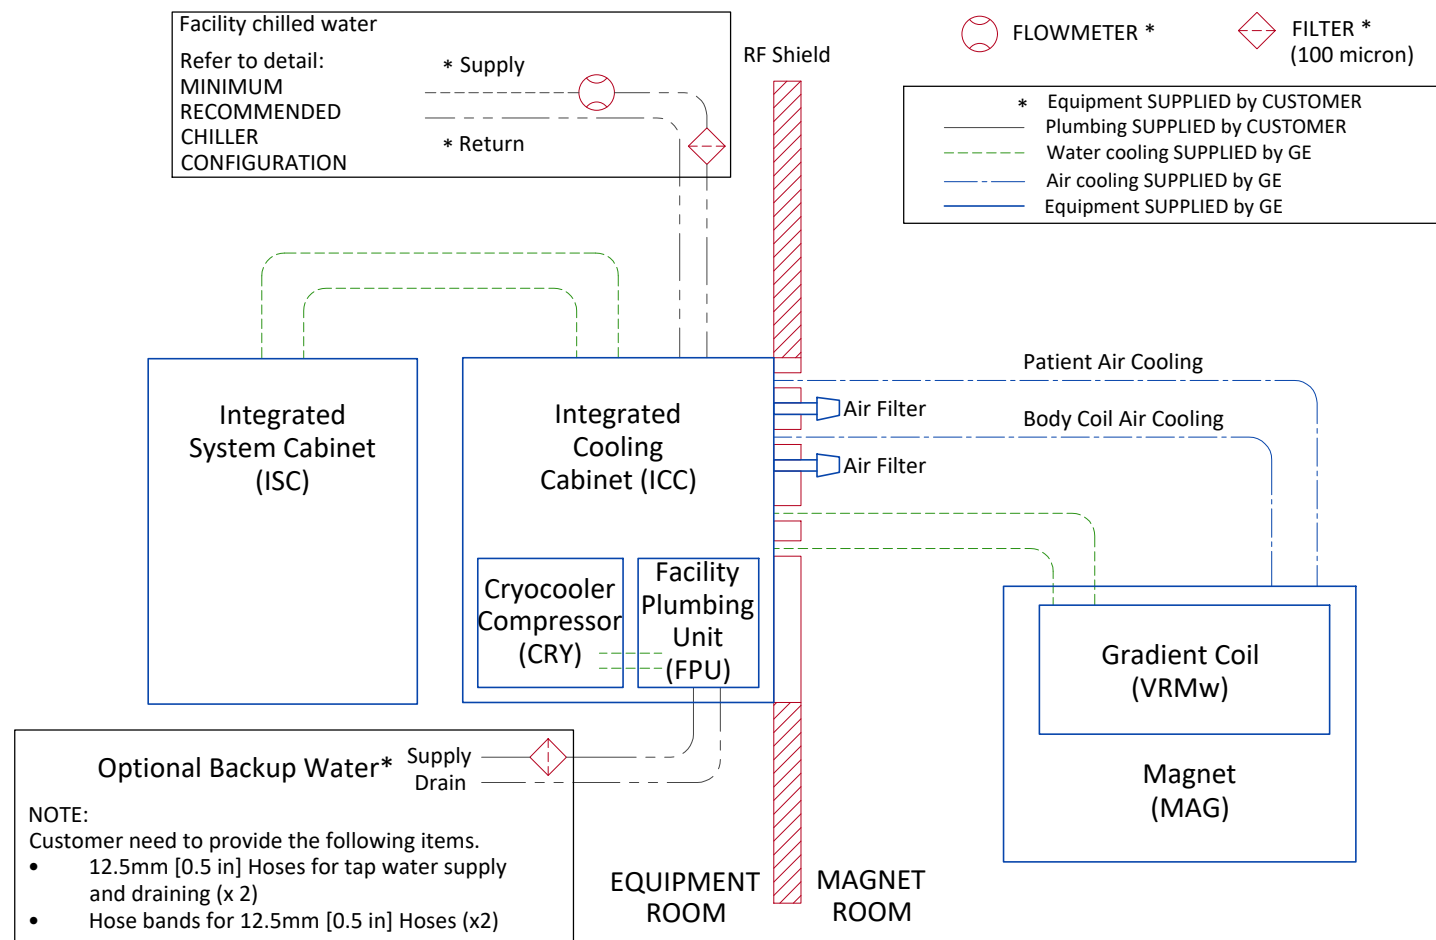 Facility chilled water
Refer to detail:
MINIMUM
RECOMMENDED
CHILLER
CONFIGURATION
* Supply
* Return
RF Shield
FLOWMETER *
FILTER *
(100 micron)
* Equipment SUPPLIED by CUSTOMER
Plumbing SUPPLIED by CUSTOMER
Water cooling SUPPLIED by GE
Air cooling SUPPLIED by GE
Equipment SUPPLIED by GE
Integrated
System Cabinet
(ISC)
Integrated
Cooling
Cabinet (ICC)
Cryocooler
Compressor
(CRY)
Facility
Plumbing
Unit
(FPU)
Patient Air Cooling
Air Filter
Body Coil Air Cooling
Air Filter
Gradient Coil
(VRMw)
Magnet
(MAG)
Optional Backup Water*
Supply
Drain
NOTE:
Customer need to provide the following items.
• 12.5mm [0.5 in] Hoses for tap water supply
and draining (x 2)
• Hose bands for 12.5mm [0.5 in] Hoses (x2)
EQUIPMENT
ROOM
MAGNET
ROOM